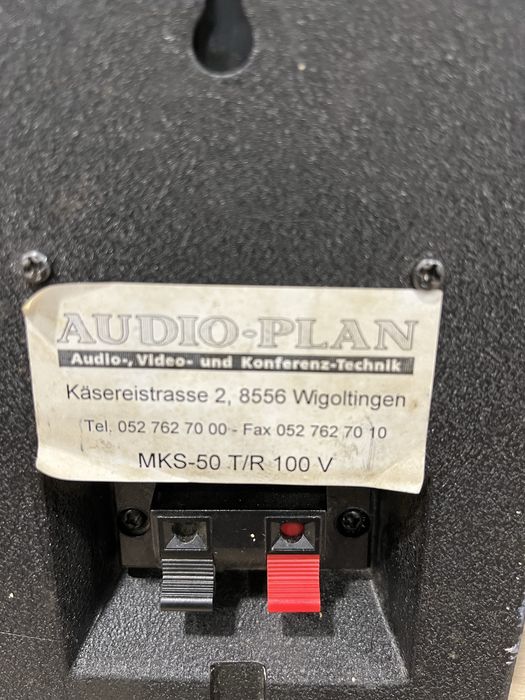 AUDIO-PLAN
Audio-, Video- und Konferenz-Technik
Käsereistrasse 2, 8556 Wigoltingen
Tel. 052 762 70 00 - Fax 052 762 70 10
MKS-50 T/R 100 V